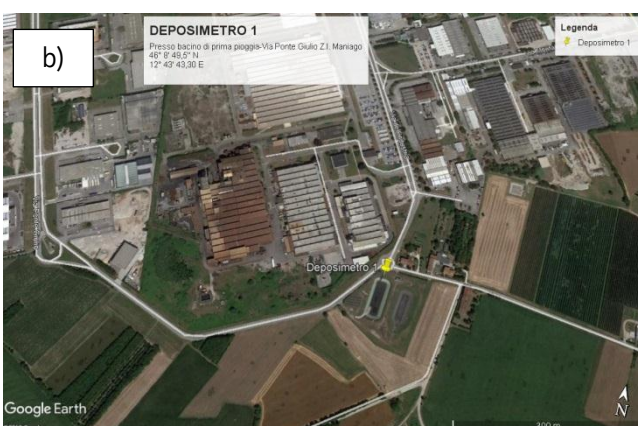 b)
DEPOSIMETRO 1
Presso bacino di prima pioggia-Via Ponte Giulio Z.I. Maniago
46° 8' 49,5" N
12° 43' 43,30 E
Legenda
Deposimetro 1
Deposimetro 1
Google Earth
N
300 m